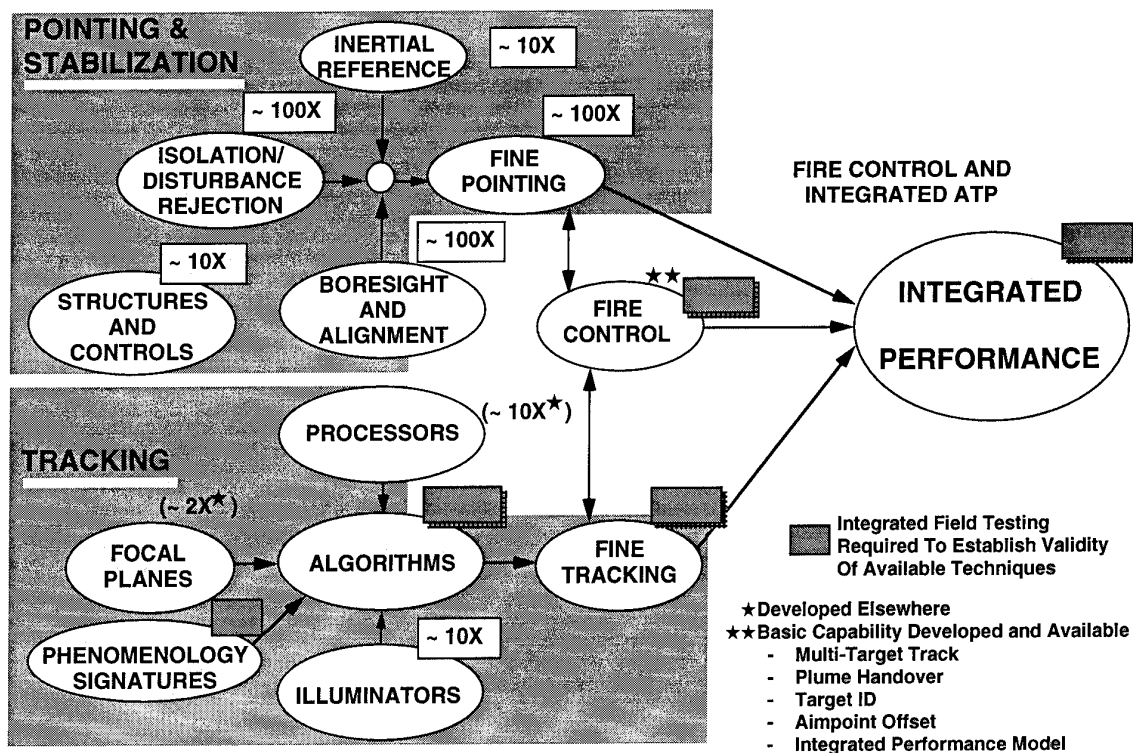 POINTING &
STABILIZATION
INERTIAL
REFERENCE
~ 10X
~ 100X
~ 100X
ISOLATION/
DISTURBANCE
REJECTION
FINE
POINTING
FIRE CONTROL AND
INTEGRATED ATP
~ 10X
~ 100X
STRUCTURES
AND
CONTROLS
BORESIGHT
AND
ALIGNMENT
★★
FIRE
CONTROL
INTEGRATED
PERFORMANCE
TRACKING
PROCESSORS
(~ 10X★)
(~ 2X★)
FOCAL
PLANES
ALGORITHMS
FINE
TRACKING
PHENOMENOLOGY
SIGNATURES
~ 10X
ILLUMINATORS
Integrated Field Testing
Required To Establish Validity
Of Available Techniques
★Developed Elsewhere
★★Basic Capability Developed and Available
- Multi-Target Track
- Plume Handover
- Target ID
- Aimpoint Offset
- Integrated Performance Model